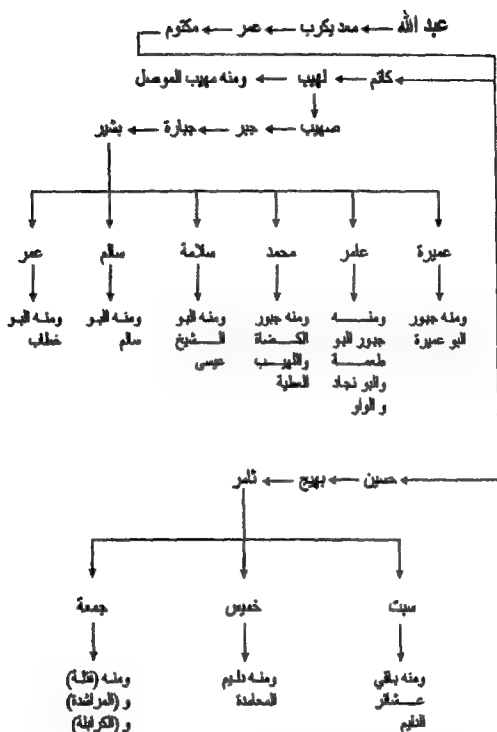 عبد الله معد يكرب عمر مكتوم
كاتم لهيب ومنه مهيب الموصل
صهيب جبر جبارة بشير
عميرة عامر محمد سلامة سالم عمر
ومنه جبور
البو عميرة
ومنه
جبور البو
طعمة
والبو نجاد
و الوار
ومنه جبور
الكضاة
واللهيب
العطية
ومنه البو
الشيخ
عيسى
ومنه البو
سالم
ومنه البو
خطاب
حسين بهيج ثامر
سبت خميس جمعة
ومنه باقي
عشائر
الدليم
ومنه دليم
المحامدة
ومنه (فتلة)
و (المراشدة)
و (الكرابلة)